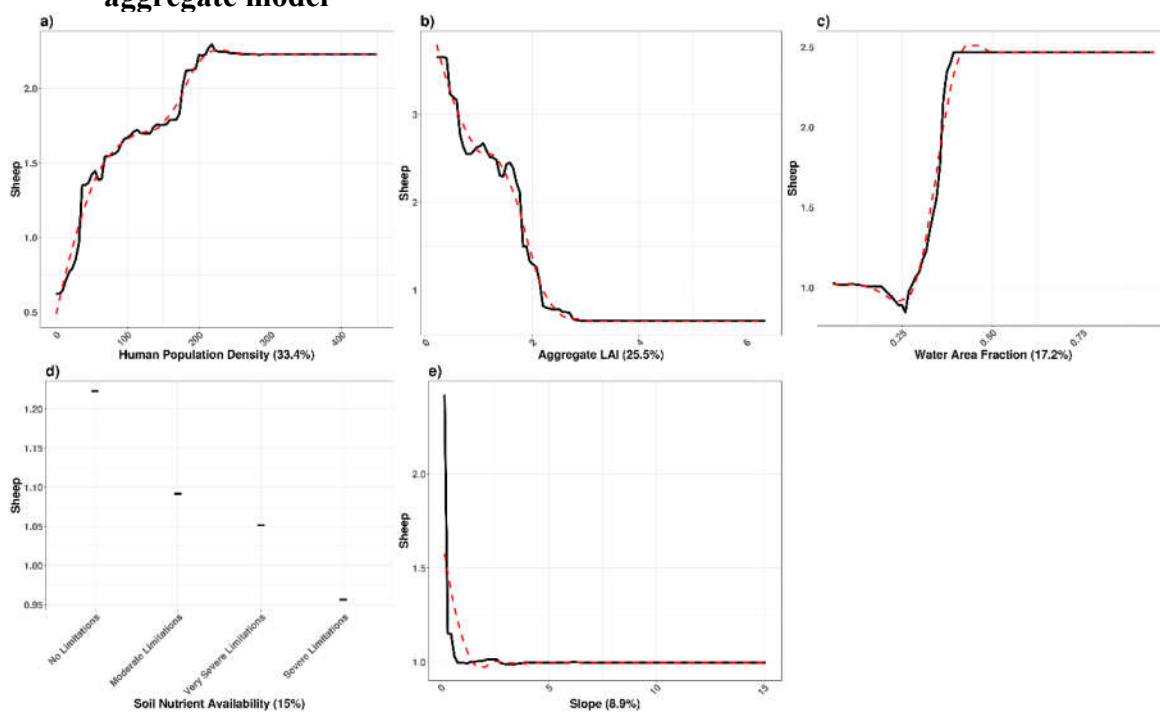 aggregate model
a)
b)
c)
2.0
1.5
1.0
0.5
Sheep
0
100
200
300
400
Human Population Density (33.4%)
3
2
1
Sheep
0
2
4
6
Aggregate LAI (25.5%)
2.5
2.0
1.5
1.0
Sheep
0.25
0.50
0.75
Water Area Fraction (17.2%)
d)
e)
1.20
1.15
1.10
1.05
1.00
0.95
Sheep
No Limitations
Moderate Limitations
Very Severe Limitations
Severe Limitations
Soil Nutrient Availability (15%)
2.0
1.5
1.0
Sheep
0
5
10
15
Slope (8.9%)